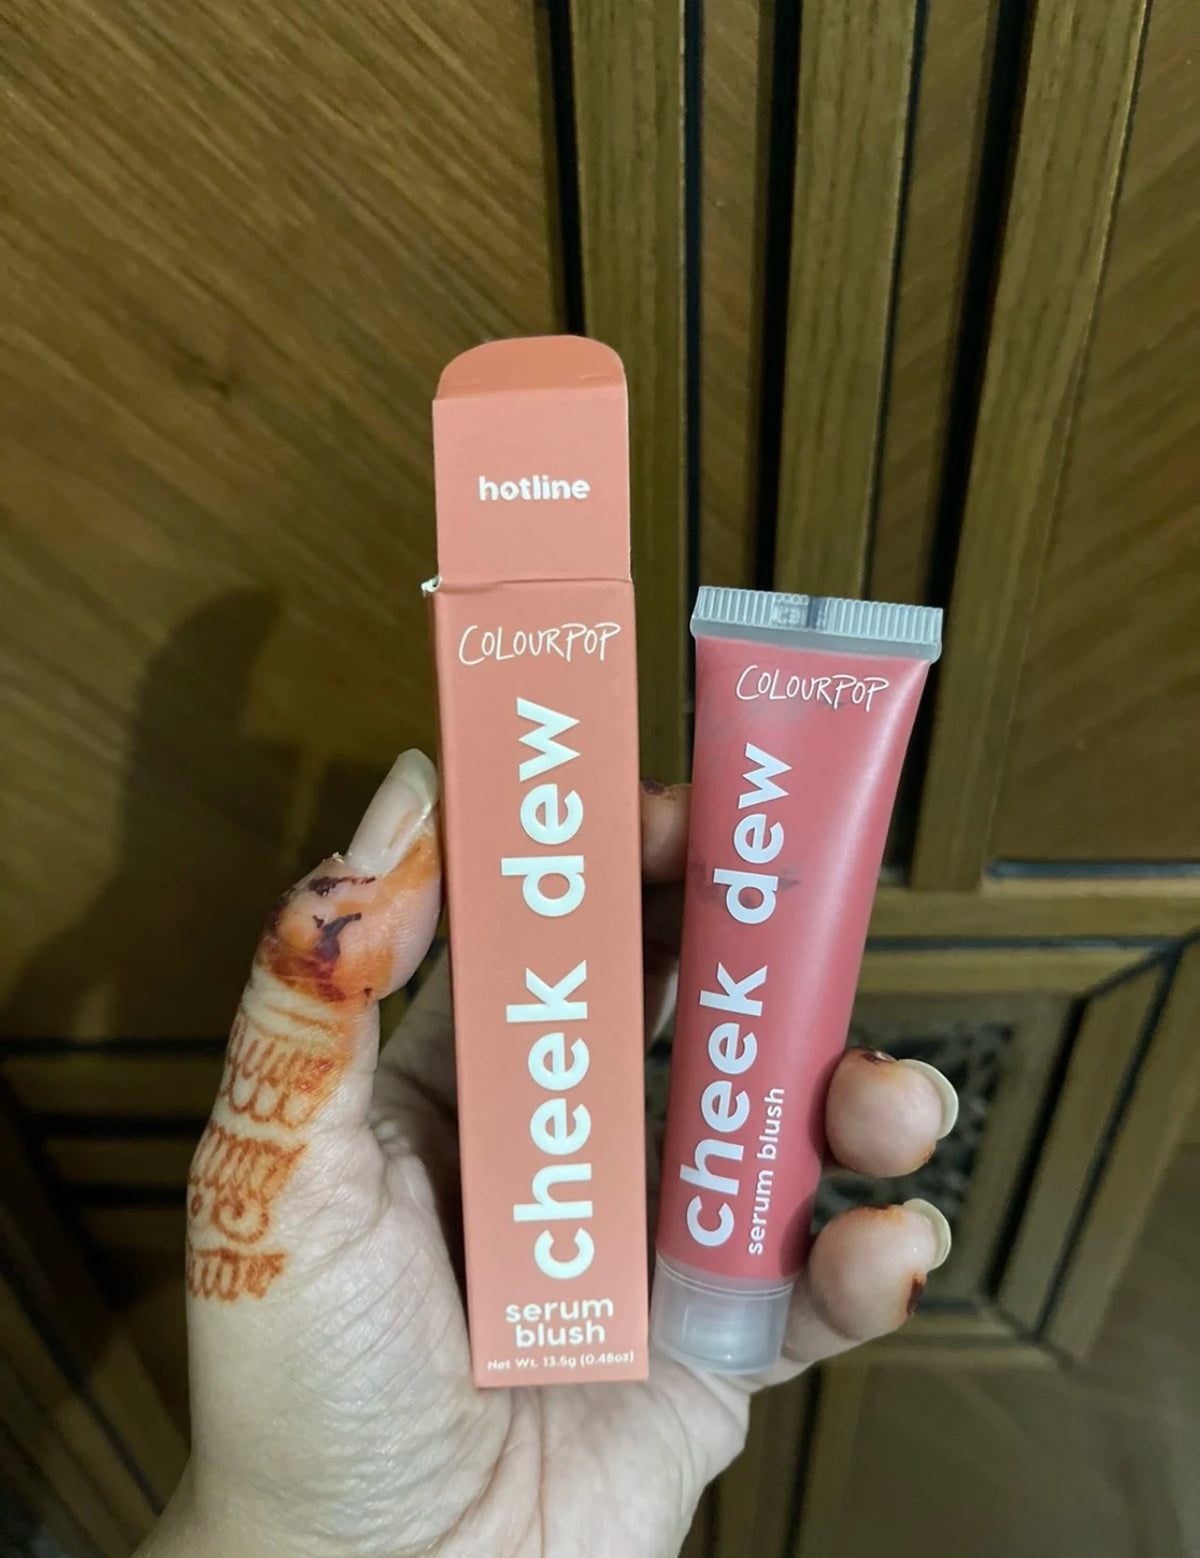 hotline
COLOURPOP
cheek dew
serum
blush
Net Wt. 13.5g (0.48oz)
COLOURPOP
cheek dew
serum blush